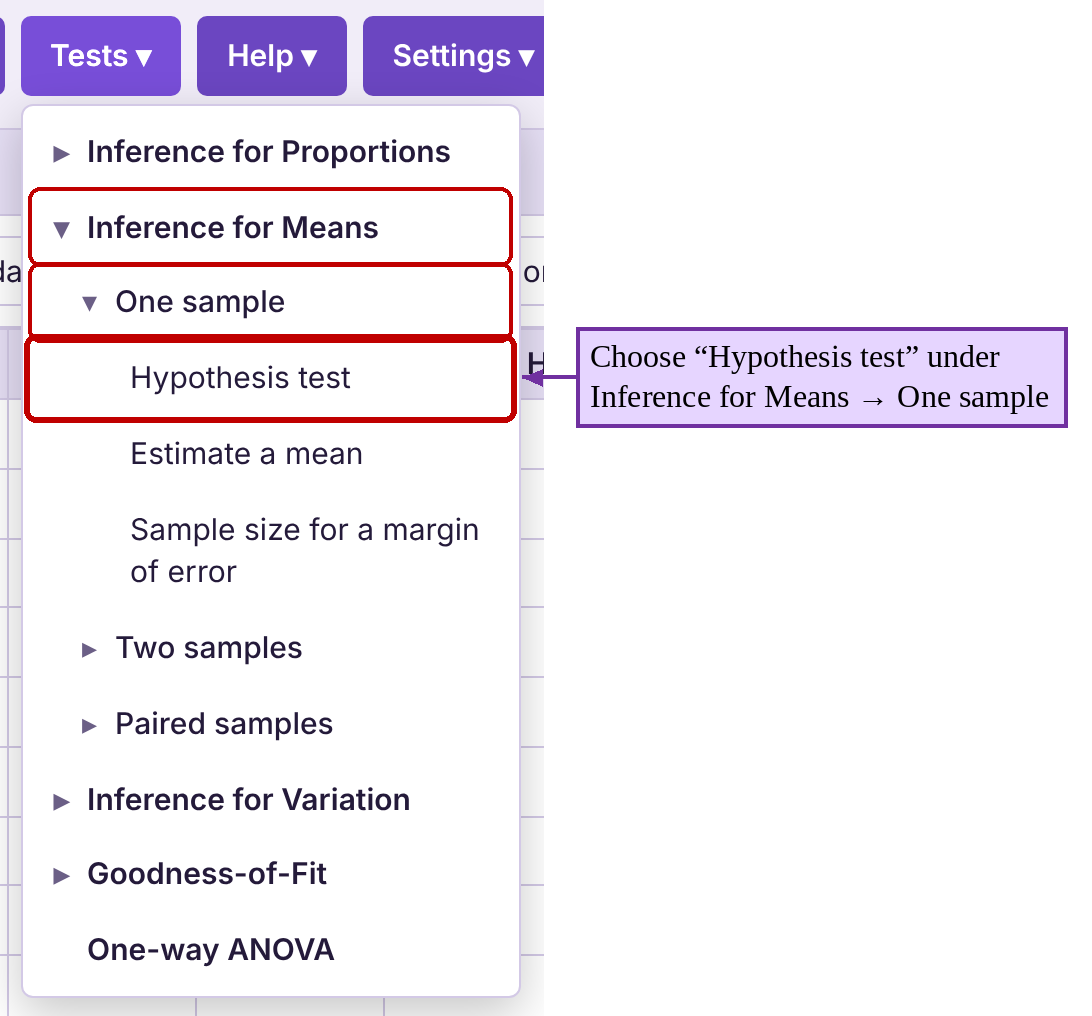 Tests ▾ Help ▾ Settings ▾
▸ Inference for Proportions
▾ Inference for Means
▾ One sample
Hypothesis test
Estimate a mean
Sample size for a margin
of error
▸ Two samples
▸ Paired samples
▸ Inference for Variation
▸ Goodness-of-Fit
One-way ANOVA
Choose “Hypothesis test” under
Inference for Means → One sample